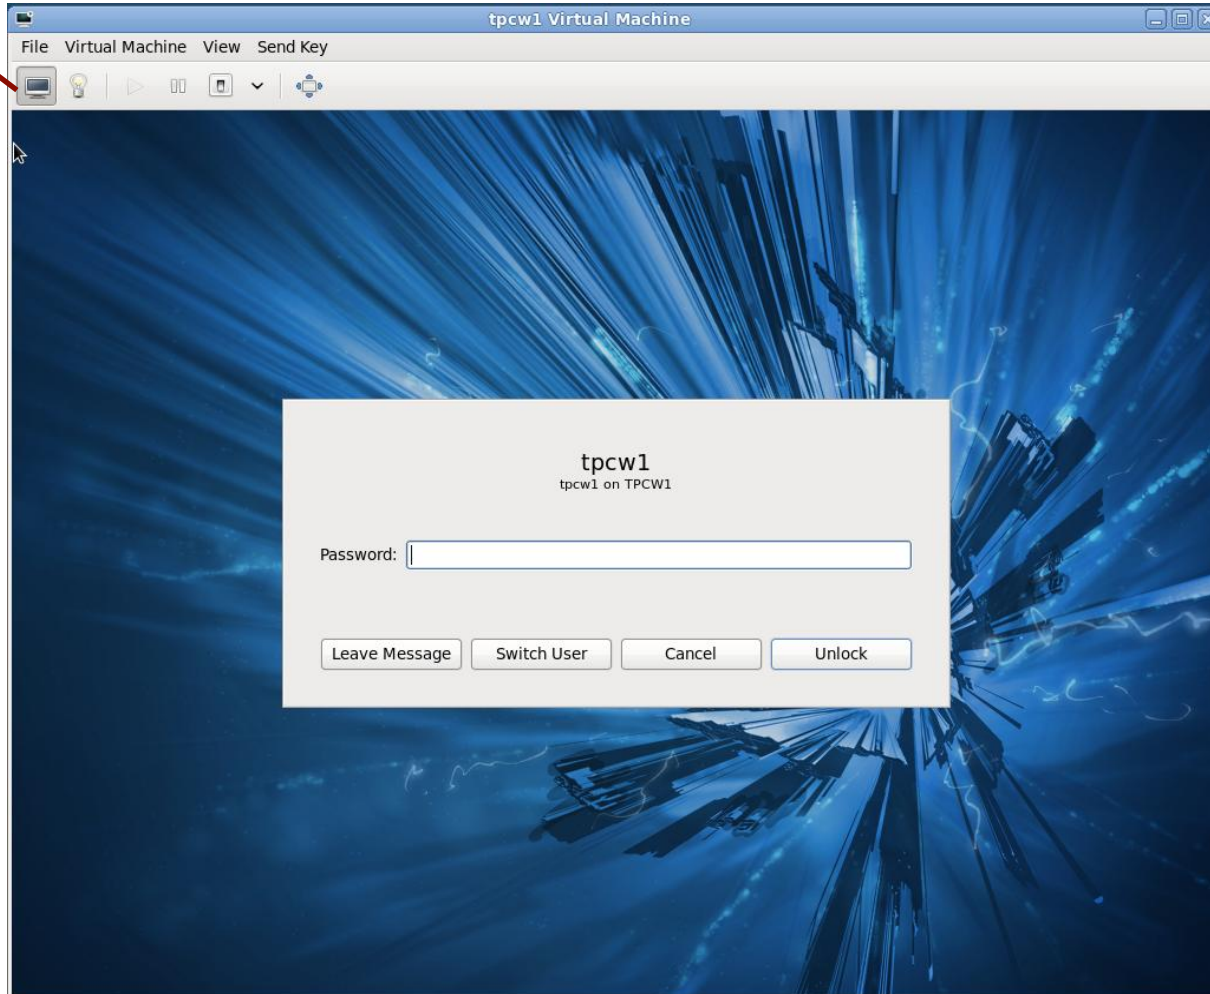 tpcw1 Virtual Machine
File Virtual Machine View Send Key
tpcw1
tpcw1 on TPCW1
Password:
Leave Message Switch User Cancel Unlock